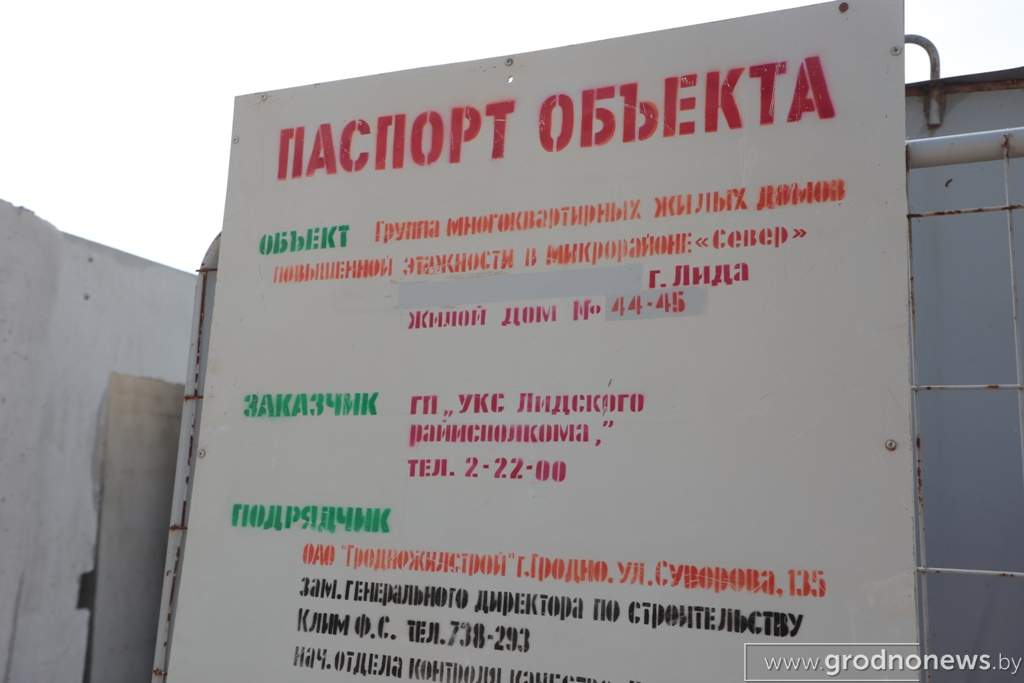 ПАСПОРТ ОБЪЕКТА
ОБЪЕКТ Группа многоквартирных жилых домов
повышенной этажности в микрорайоне «Север»
г. Лида
жилой дом № 44-45
ЗАКАЗЧИК ГП „УКС Лидского
райисполкома,”
тел. 2-22-00
ПОДРЯДЧИК
ОАО "Гродножилстрой" г.Гродно. ул.Суворова, 135
зам. генерального директора по строительству
Клим Ф.С. тел. 738-293
нач. отдела контроля качества
www.grodnonews.by